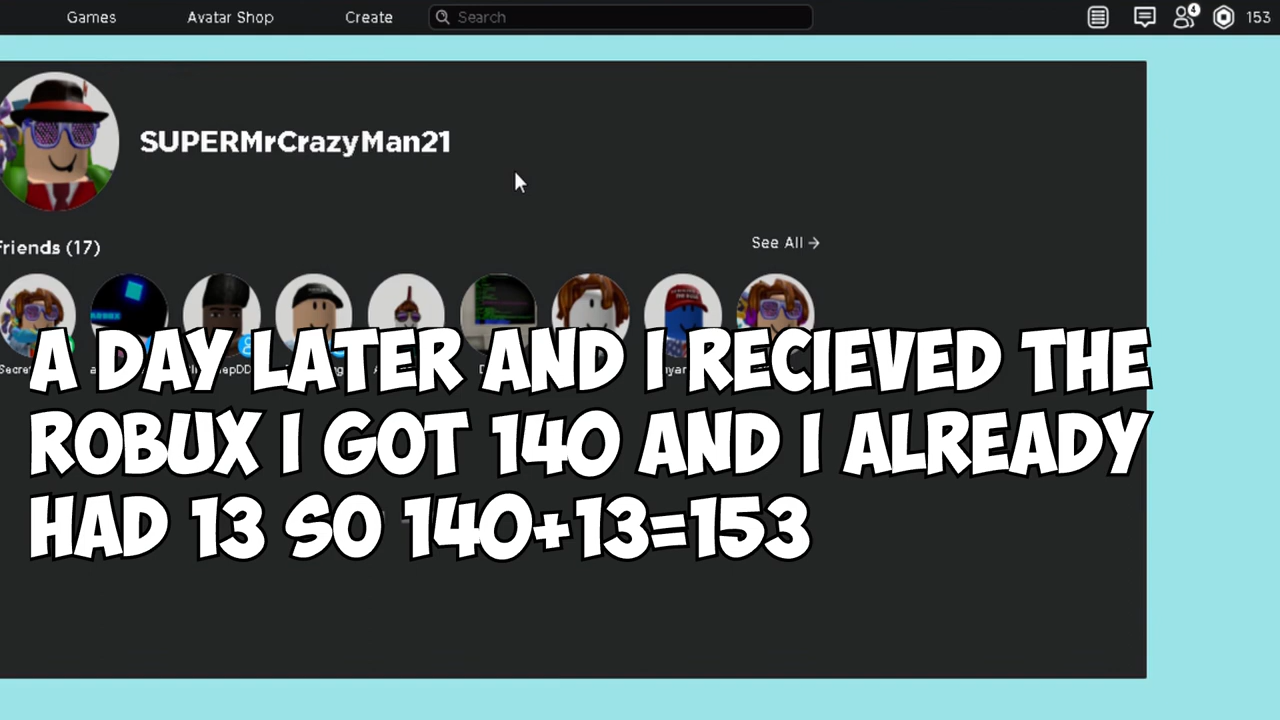 Games Avatar Shop Create Search 4 153
SUPERMrCrazyMan21
Friends (17) See All →
A DAY LATER AND I RECIEVED THE
ROBUX I GOT 140 AND I ALREADY
HAD 13 SO 140+13=153